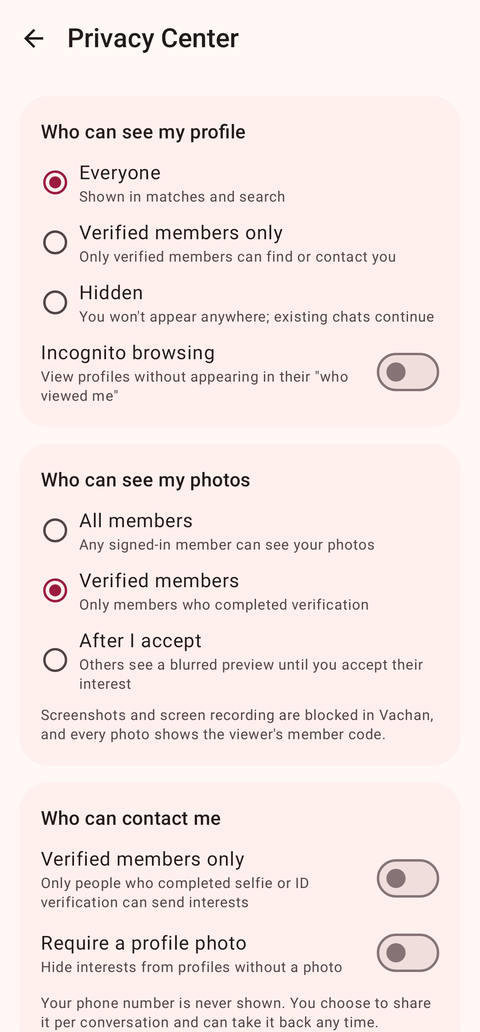 Privacy Center
Who can see my profile
Everyone
Shown in matches and search
Verified members only
Only verified members can find or contact you
Hidden
You won't appear anywhere; existing chats continue
Incognito browsing
View profiles without appearing in their "who
viewed me"
Who can see my photos
All members
Any signed-in member can see your photos
Verified members
Only members who completed verification
After I accept
Others see a blurred preview until you accept their
interest
Screenshots and screen recording are blocked in Vachan,
and every photo shows the viewer's member code.
Who can contact me
Verified members only
Only people who completed selfie or ID
verification can send interests
Require a profile photo
Hide interests from profiles without a photo
Your phone number is never shown. You choose to share
it per conversation and can take it back any time.